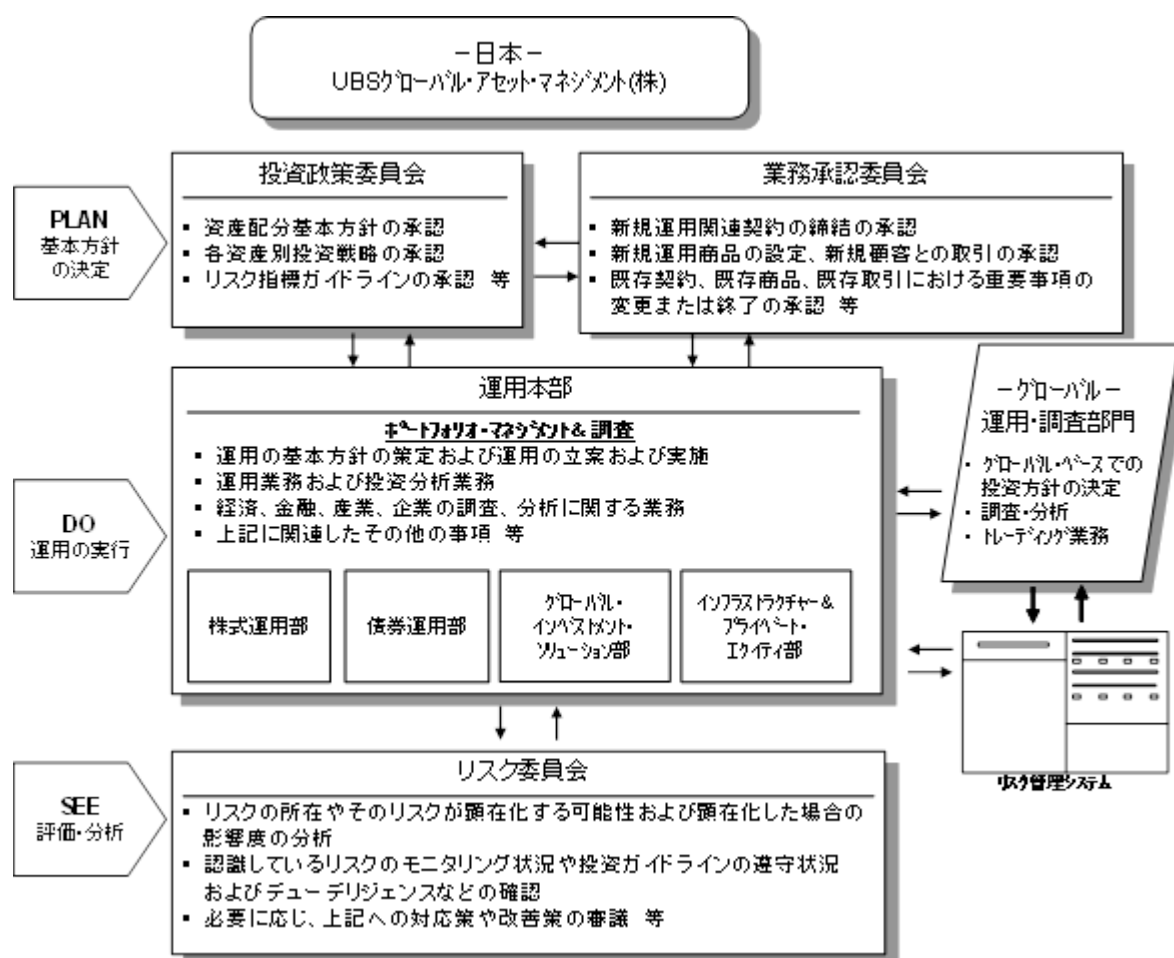 －日本－
UBSｸﾞﾛｰﾊﾞﾙ・ｱｾｯﾄ・ﾏﾈｼﾞﾒﾝﾄ(株)
PLAN
基本方針
の決定
投資政策委員会
▪ 資産配分基本方針の承認
▪ 各資産別投資戦略の承認
▪ リスク指標ガイドラインの承認 等
業務承認委員会
▪ 新規運用関連契約の締結の承認
▪ 新規運用商品の設定、新規顧客との取引の承認
▪ 既存契約、既存商品、既存取引における重要事項の
変更または終了の承認 等
DO
運用の実行
運用本部
ﾎﾟｰﾄﾌｫﾘｵ・ﾏﾈｼﾞﾒﾝﾄ& 調査
▪ 運用の基本方針の策定および運用の立案および実施
▪ 運用業務および投資分析業務
▪ 経済、金融、産業、企業の調査、分析に関する業務
▪ 上記に関連したその他の事項 等
株式運用部
債券運用部
ｸﾞﾛｰﾊﾞﾙ・
ｲﾝﾍﾞｽﾄﾒﾝﾄ・
ｿﾘｭｰｼｮﾝ部
ｲﾝﾌﾗｽﾄﾗｸﾁｬｰ&
ﾌﾟﾗｲﾍﾞｰﾄ・
ｴｸｲﾃｨ部
－ｸﾞﾛｰﾊﾞﾙ－
運用・調査部門
▪ ｸﾞﾛｰﾊﾞﾙ・ﾍﾞｰｽでの
投資方針の決定
▪ 調査・分析
▪ ﾄﾚｰﾃﾞｨﾝｸﾞ業務
ﾘｽｸ管理ｼｽﾃﾑ
SEE
評価・分析
リスク委員会
▪ リスクの所在やそのリスクが顕在化する可能性および顕在化した場合の
影響度の分析
▪ 認識しているリスクのモニタリング状況や投資ガイドラインの遵守状況
およびデューデリジェンスなどの確認
▪ 必要に応じ、上記への対応策や改善策の審議 等